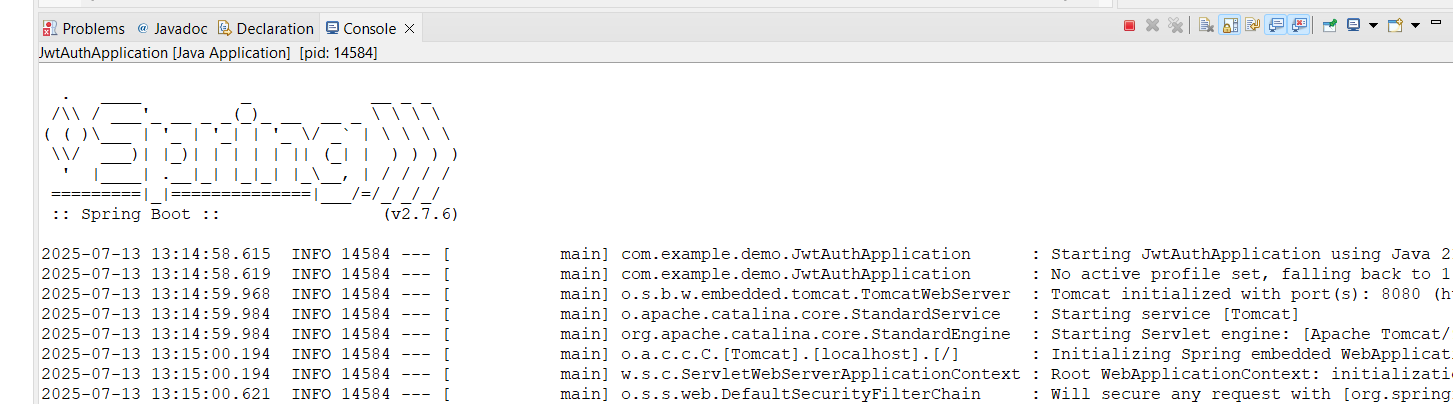 Problems @ Javadoc Declaration Console
JwtAuthApplication [Java Application] [pid: 14584]
  .   ____          _            __ _ _
 /\\ / ___'_ __ _ _(_)_ __  __ _ \ \ \ \
( ( )\___ | '_ | '_| | '_ \/ _` | \ \ \ \
 \\/  ___)| |_)| | | | | || (_| |  ) ) ) )
  '  |____| .__|_| |_|_| |_\__, | / / / /
 =========|_|==============|___/=/_/_/_/
 :: Spring Boot ::                (v2.7.6)
2025-07-13 13:14:58.615  INFO 14584 --- [           main] com.example.demo.JwtAuthApplication      : Starting JwtAuthApplication using Java 2
2025-07-13 13:14:58.619  INFO 14584 --- [           main] com.example.demo.JwtAuthApplication      : No active profile set, falling back to 1
2025-07-13 13:14:59.968  INFO 14584 --- [           main] o.s.b.w.embedded.tomcat.TomcatWebServer  : Tomcat initialized with port(s): 8080 (h
2025-07-13 13:14:59.984  INFO 14584 --- [           main] o.apache.catalina.core.StandardService   : Starting service [Tomcat]
2025-07-13 13:14:59.984  INFO 14584 --- [           main] org.apache.catalina.core.StandardEngine  : Starting Servlet engine: [Apache Tomcat/
2025-07-13 13:15:00.194  INFO 14584 --- [           main] o.a.c.c.C.[Tomcat].[localhost].[/]       : Initializing Spring embedded WebApplicat
2025-07-13 13:15:00.194  INFO 14584 --- [           main] w.s.c.ServletWebServerApplicationContext : Root WebApplicationContext: initializati
2025-07-13 13:15:00.621  INFO 14584 --- [           main] o.s.s.web.DefaultSecurityFilterChain     : Will secure any request with [org.spring